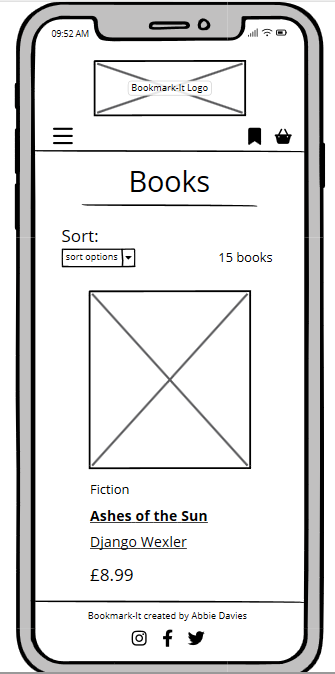 09:52 AM
Bookmark-It Logo
Books
Sort:
sort options
15 books
Fiction
Ashes of the Sun
Django Wexler
£8.99
Bookmark-It created by Abbie Davies